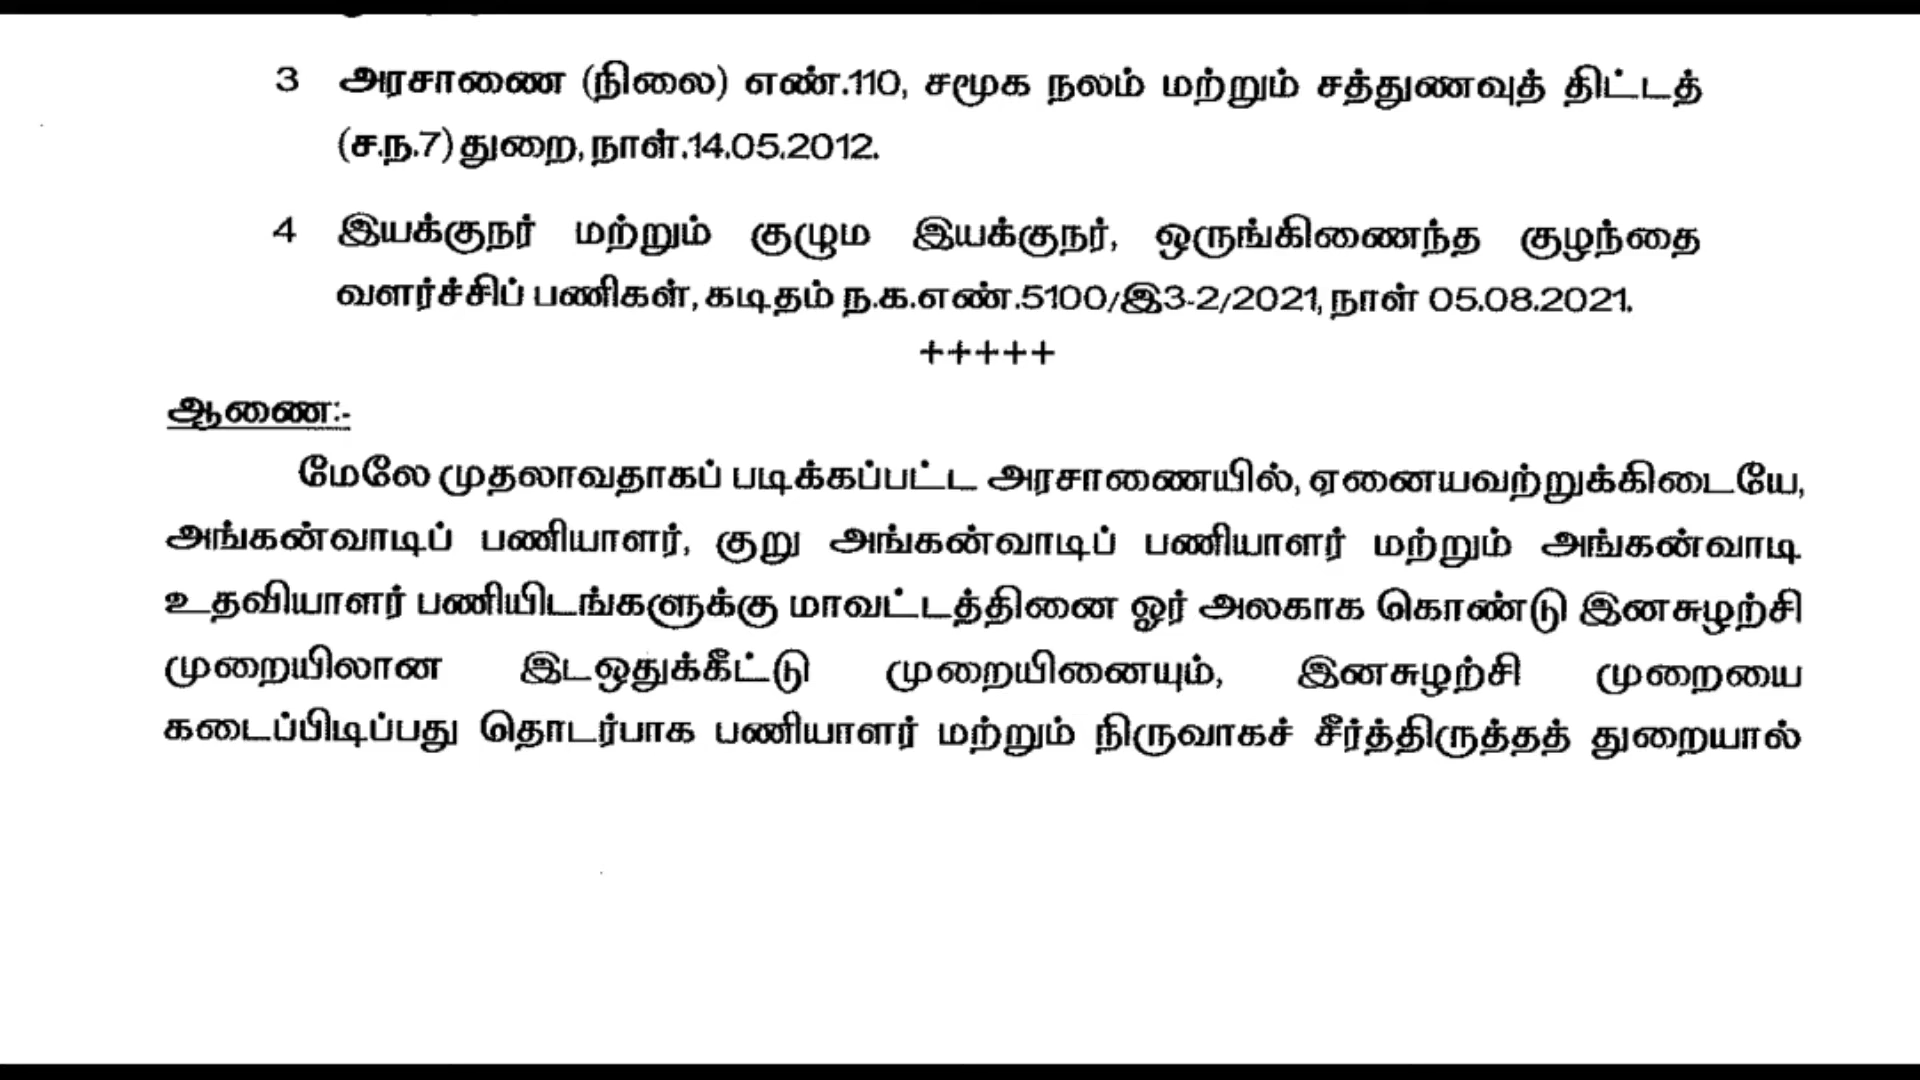 3 அரசாணை (நிலை) எண்.110, சமூக நலம் மற்றும் சத்துணவுத் திட்டத்
(ச.ந.7) துறை, நாள்.14.05.2012.
4 இயக்குநர் மற்றும் குழும இயக்குநர், ஒருங்கிணைந்த குழந்தை
வளர்ச்சிப் பணிகள், கடிதம் ந.க.எண்.5100/இ3-2/2021, நாள் 05.08.2021.
+++++
ஆணை:-
மேலே முதலாவதாகப் படிக்கப்பட்ட அரசாணையில், ஏனையவற்றுக்கிடையே,
அங்கன்வாடிப் பணியாளர், குறு அங்கன்வாடிப் பணியாளர் மற்றும் அங்கன்வாடி
உதவியாளர் பணியிடங்களுக்கு மாவட்டத்தினை ஓர் அலகாக கொண்டு இனசுழற்சி
முறையிலான இடஒதுக்கீட்டு முறையினையும், இனசுழற்சி முறையை
கடைப்பிடிப்பது தொடர்பாக பணியாளர் மற்றும் நிருவாகச் சீர்த்திருத்தத் துறையால்